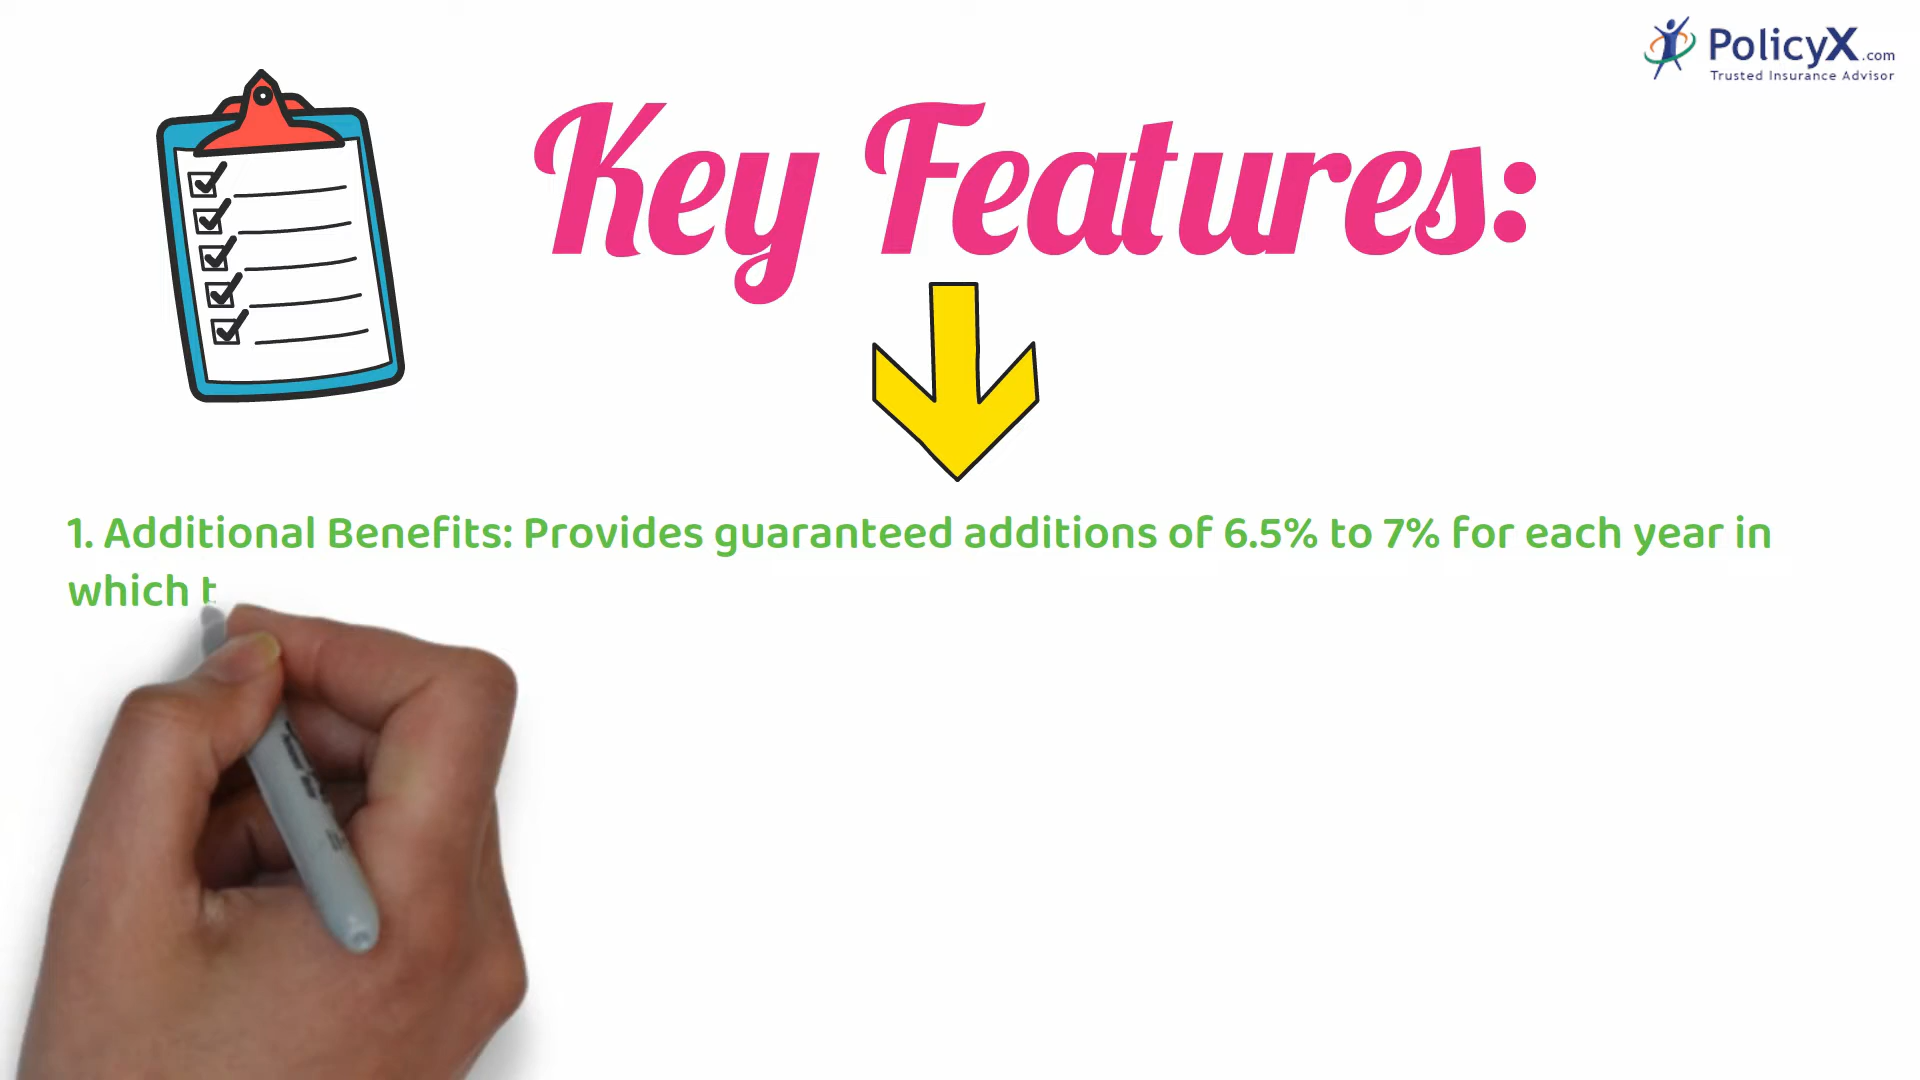 PolicyX.com
Trusted Insurance Advisor
Key Features:
1. Additional Benefits: Provides guaranteed additions of 6.5% to 7% for each year in
which t